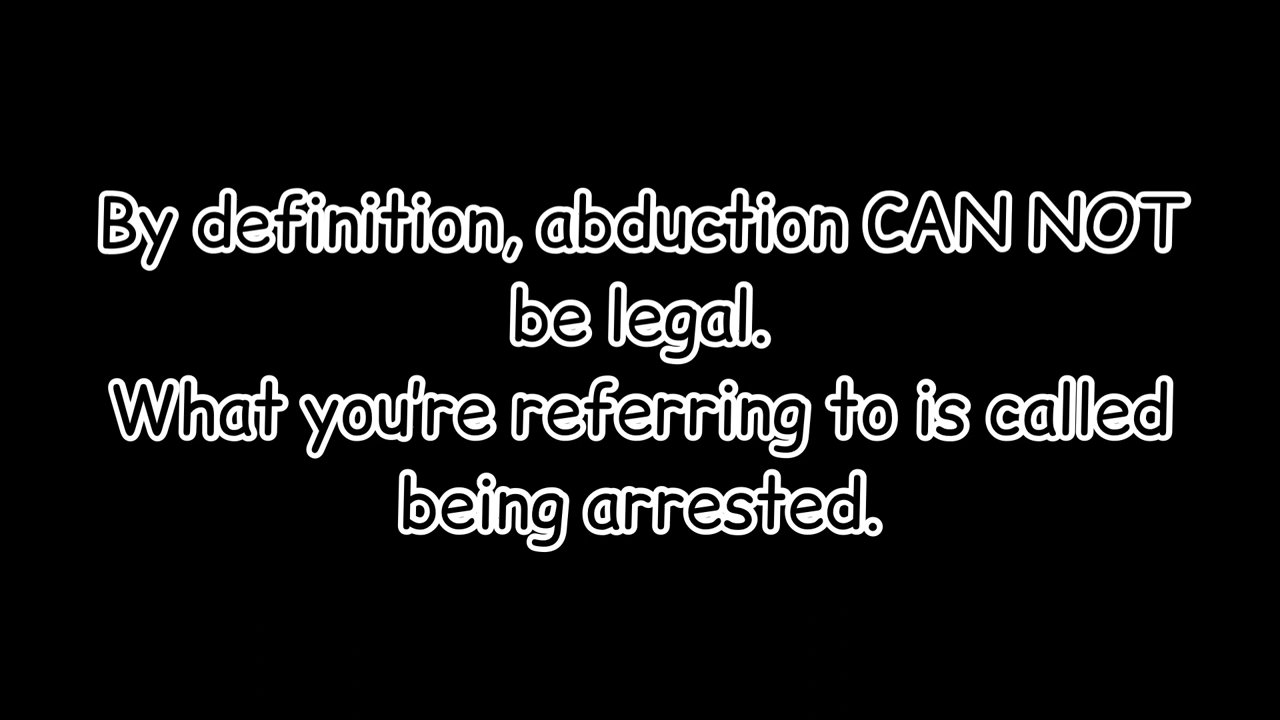 By definition, abduction CAN NOT
be legal.
What you're referring to is called
being arrested.